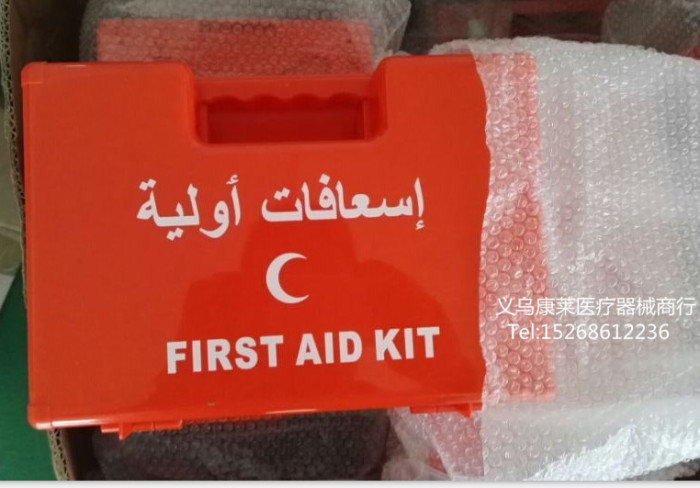 إسعافات أولية
FIRST AID KIT
义乌康莱医疗器械商行
Tel:15268612236